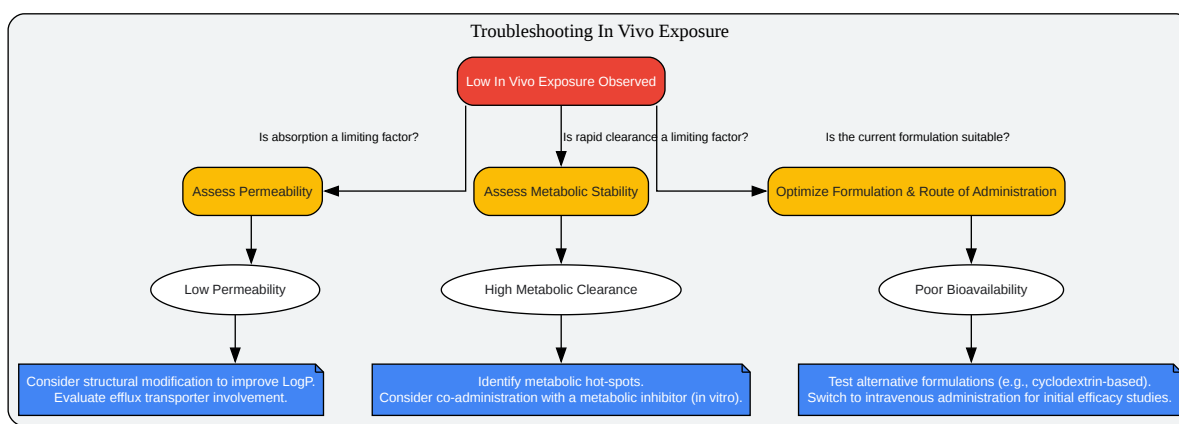 Troubleshooting In Vivo Exposure
Low In Vivo Exposure Observed
Is absorption a limiting factor?
Is rapid clearance a limiting factor?
Is the current formulation suitable?
Assess Permeability
Assess Metabolic Stability
Optimize Formulation & Route of Administration
Low Permeability
High Metabolic Clearance
Poor Bioavailability
Consider structural modification to improve LogP.
Evaluate efflux transporter involvement.
Identify metabolic hot-spots.
Consider co-administration with a metabolic inhibitor (in vitro).
Test alternative formulations (e.g., cyclodextrin-based).
Switch to intravenous administration for initial efficacy studies.